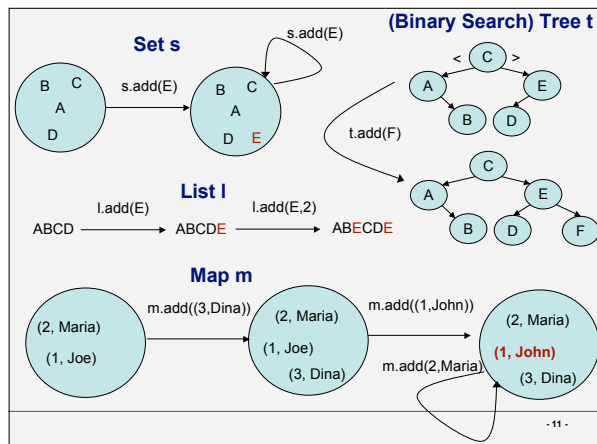 Set s
s.add(E)
B C
A
D
s.add(E)
B C
A
D E
(Binary Search) Tree t
< C >
A E
B D
t.add(F)
C
A E
B D F
List l
ABCD
l.add(E)
ABCDE
l.add(E,2)
ABECDE
Map m
(2, Maria)
(1, Joe)
m.add((3,Dina))
(2, Maria)
(1, Joe)
(3, Dina)
m.add((1,John))
m.add(2,Maria)
(2, Maria)
(1, John)
(3, Dina)
- 11 -